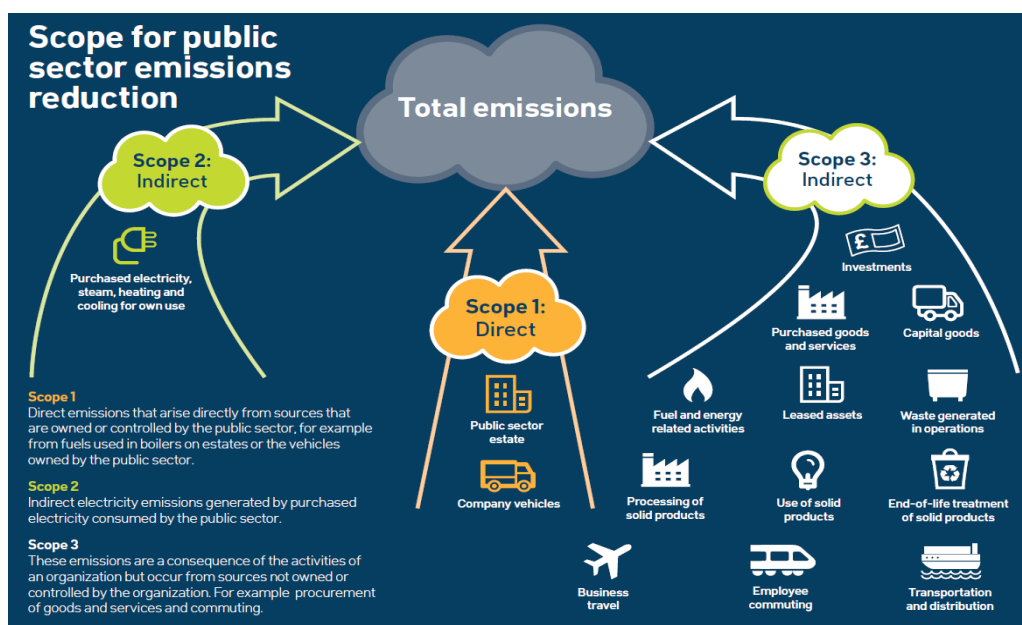 Scope for public
sector emissions
reduction
Total emissions
Scope 2:
Indirect
Purchased electricity,
steam, heating and
cooling for own use
Scope 1:
Direct
Public sector
estate
Company vehicles
Scope 3:
Indirect
£
Investments
Purchased goods
and services
Capital goods
Fuel and energy
related activities
Leased assets
Waste generated
in operations
Processing of
solid products
Use of solid
products
End-of-life treatment
of solid products
Business
travel
Employee
commuting
Transportation
and distribution
Scope 1
Direct emissions that arise directly from sources that
are owned or controlled by the public sector, for example
from fuels used in boilers on estates or the vehicles
owned by the public sector.
Scope 2
Indirect electricity emissions generated by purchased
electricity consumed by the public sector.
Scope 3
These emissions are a consequence of the activities of
an organization but occur from sources not owned or
controlled by the organization. For example procurement
of goods and services and commuting.